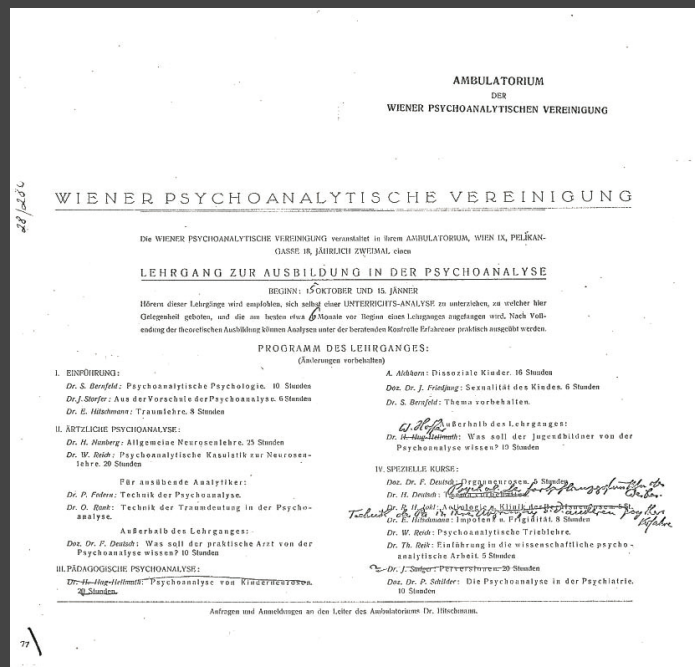 AMBULATORIUM
DER
WIENER PSYCHOANALYTISCHEN VEREINIGUNG
28/286
WIENER PSYCHOANALYTISCHE VEREINIGUNG
Die WIENER PSYCHOANALYTISCHE VEREINIGUNG veranstaltet in ihrem AMBULATORIUM, WIEN IX, PELIKAN-
GASSE 18, JÄHRLICH ZWEIMAL einen
LEHRGANG ZUR AUSBILDUNG IN DER PSYCHOANALYSE
BEGINN: 15 OKTOBER UND 15. JÄNNER
Hörern dieser Lehrgänge wird empfohlen, sich selbst einer UNTERRICHTS-ANALYSE zu unterziehen, zu welcher hier
Gelegenheit geboten, und die am besten etwa 6 Monate vor Beginn eines Lehrganges angefangen wird. Nach Voll-
endung der theoretischen Ausbildung können Analysen unter der beratenden Kontrolle Erfahrener praktisch ausgeübt werden.
PROGRAMM DES LEHRGANGES:
(Änderungen vorbehalten)
I. EINFÜHRUNG:
Dr. S. Bernfeld: Psychoanalytische Psychologie. 10 Stunden
Dr. J. Storfer: Aus der Vorschule der Psychoanalyse. 6 Stunden
Dr. E. Hitschmann: Traumlehre. 8 Stunden
II. ÄRTZLICHE PSYCHOANALYSE:
Dr. H. Nunberg: Allgemeine Neurosenlehre. 25 Stunden
Dr. W. Reich: Psychoanalytische Kasuistik zur Neurosen-
lehre. 20 Stunden
Für ausübende Analytiker:
Dr. P. Federn: Technik der Psychoanalyse.
Dr. O. Rank: Technik der Traumdeutung in der Psycho-
analyse.
Außerhalb des Lehrganges:
Doz. Dr. F. Deutsch: Was soll der praktische Arzt von der
Psychoanalyse wissen? 10 Stunden
III. PÄDAGOGISCHE PSYCHOANALYSE:
Dr. H. Hug-Hellmuth: Psychoanalyse von Kinderneurosen.
20 Stunden.
A. Aichhorn: Dissoziale Kinder. 16 Stunden
Doz. Dr. J. Friedjung: Sexualität des Kindes. 6 Stunden
Dr. S. Bernfeld: Thema vorbehalten.
Außerhalb des Lehrganges:
W. Hoffer
Dr. H. Hug-Hellmuth: Was soll der Jugendbildner von der
Psychoanalyse wissen? 10 Stunden
IV. SPEZIELLE KURSE:
Doz. Dr. F. Deutsch: Organneurosen. 5 Stunden
Dr. H. Deutsch: Thema vorbehalten
Dr. R. H. Jokl: Klinik der
Dr. E. Hitschmann: Impotenz u. Frigidität. 8 Stunden
Dr. W. Reich: Psychoanalytische Trieblehre.
Dr. Th. Reik: Einführung in die wissenschaftliche psycho-
analytische Arbeit. 5 Stunden
Dr. J. Sadger: Perversionen. 20 Stunden
Doz. Dr. P. Schilder: Die Psychoanalyse in der Psychiatrie.
10 Stunden
Anfragen und Anmeldungen an den Leiter des Ambulatoriums Dr. Hitschmann.